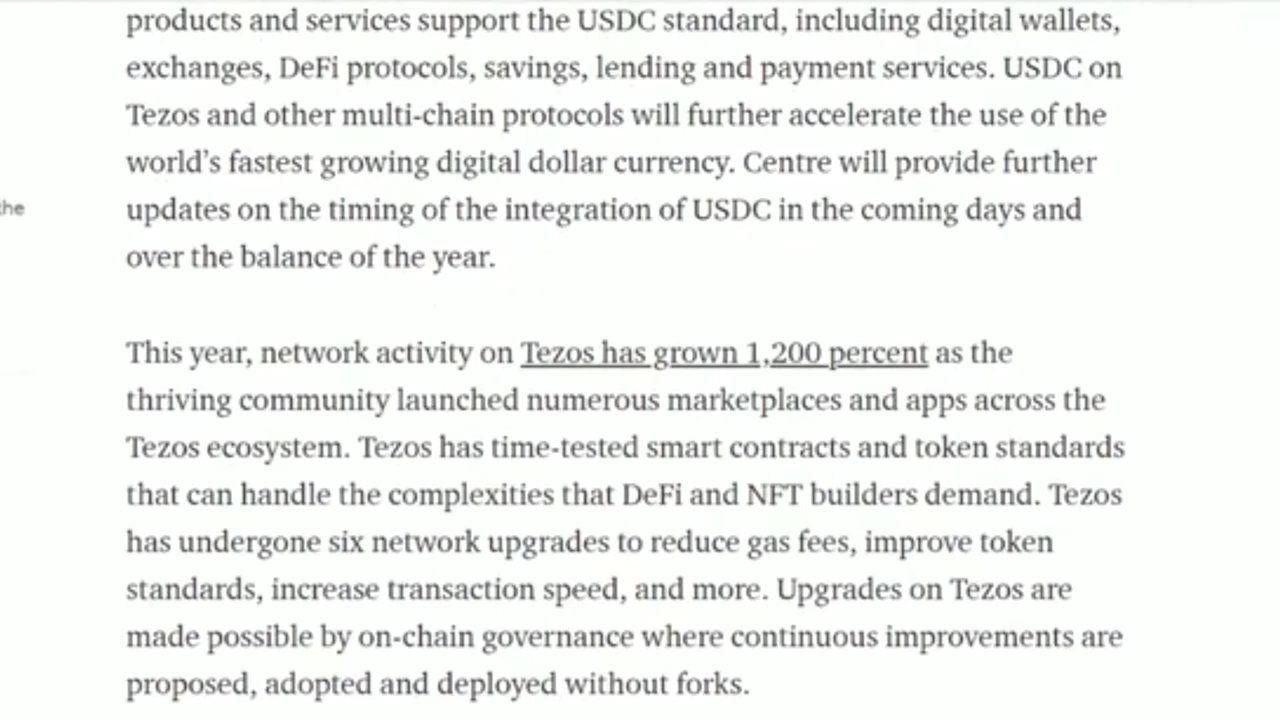 products and services support the USDC standard, including digital wallets,
exchanges, DeFi protocols, savings, lending and payment services. USDC on
Tezos and other multi-chain protocols will further accelerate the use of the
world’s fastest growing digital dollar currency. Centre will provide further
the
updates on the timing of the integration of USDC in the coming days and
over the balance of the year.
This year, network activity on Tezos has grown 1,200 percent as the
thriving community launched numerous marketplaces and apps across the
Tezos ecosystem. Tezos has time-tested smart contracts and token standards
that can handle the complexities that DeFi and NFT builders demand. Tezos
has undergone six network upgrades to reduce gas fees, improve token
standards, increase transaction speed, and more. Upgrades on Tezos are
made possible by on-chain governance where continuous improvements are
proposed, adopted and deployed without forks.